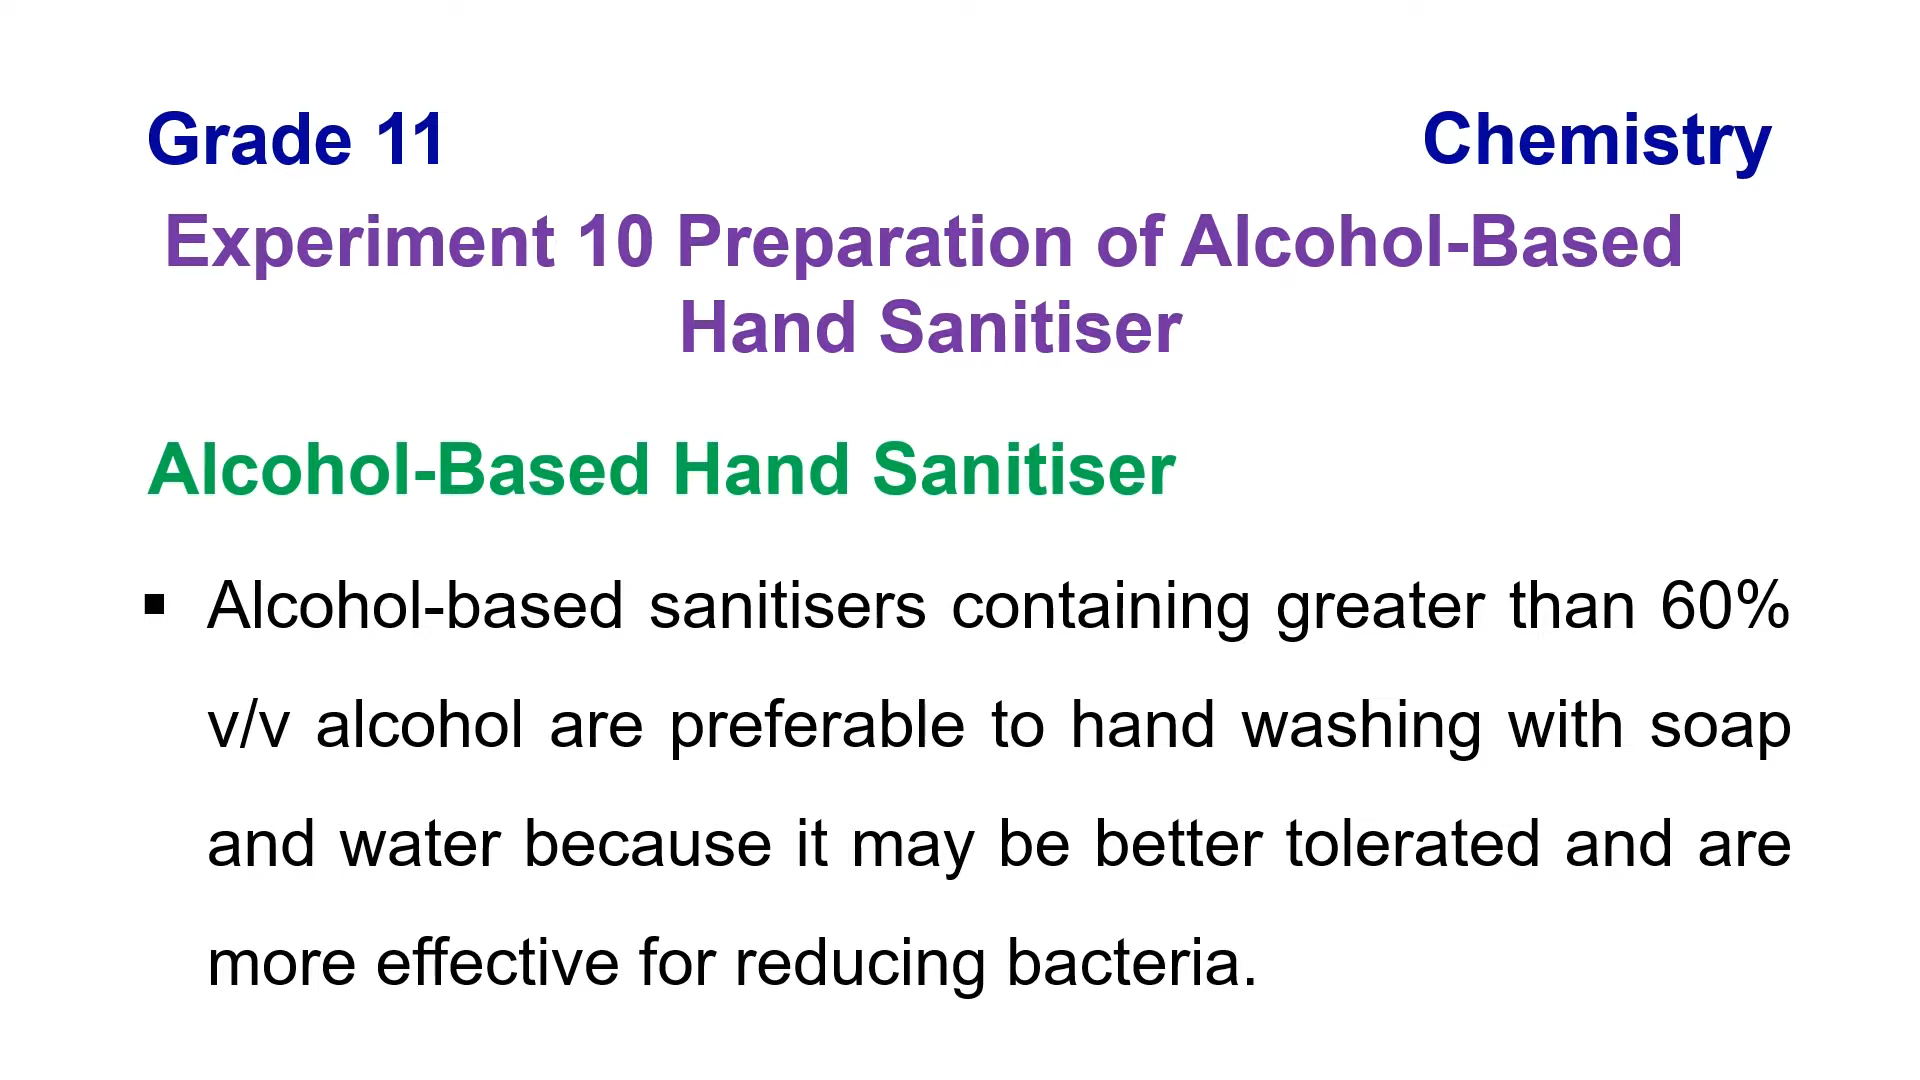 Grade 11 Chemistry
Experiment 10 Preparation of Alcohol-Based
Hand Sanitiser
Alcohol-Based Hand Sanitiser
▪ Alcohol-based sanitisers containing greater than 60%
v/v alcohol are preferable to hand washing with soap
and water because it may be better tolerated and are
more effective for reducing bacteria.